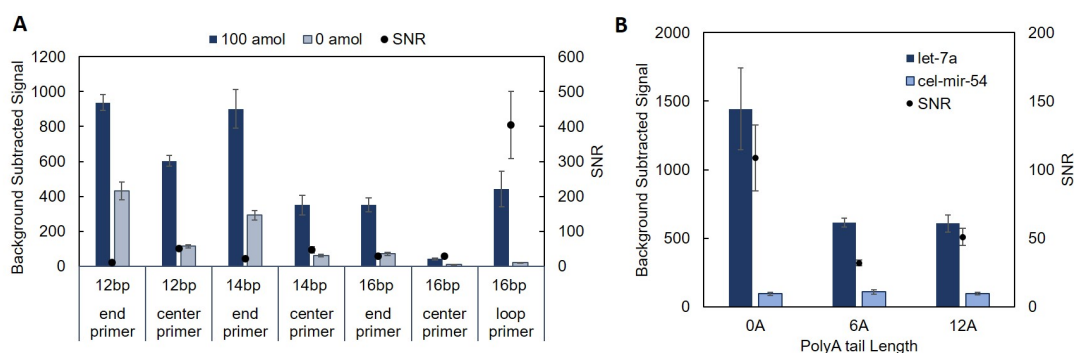 A
100 amol 0 amol SNR
Background Subtracted Signal
1200
1000
800
600
400
200
0
600
500
400
300
200
100
0
SNR
12bp 12bp 14bp 14bp 16bp 16bp 16bp
end center end center end center loop
primer primer primer primer primer primer primer
B
let-7a
cel-mir-54
SNR
Background Subtracted Signal
2000
1500
1000
500
0
200
150
100
50
0
SNR
0A 6A 12A
PolyA tail Length